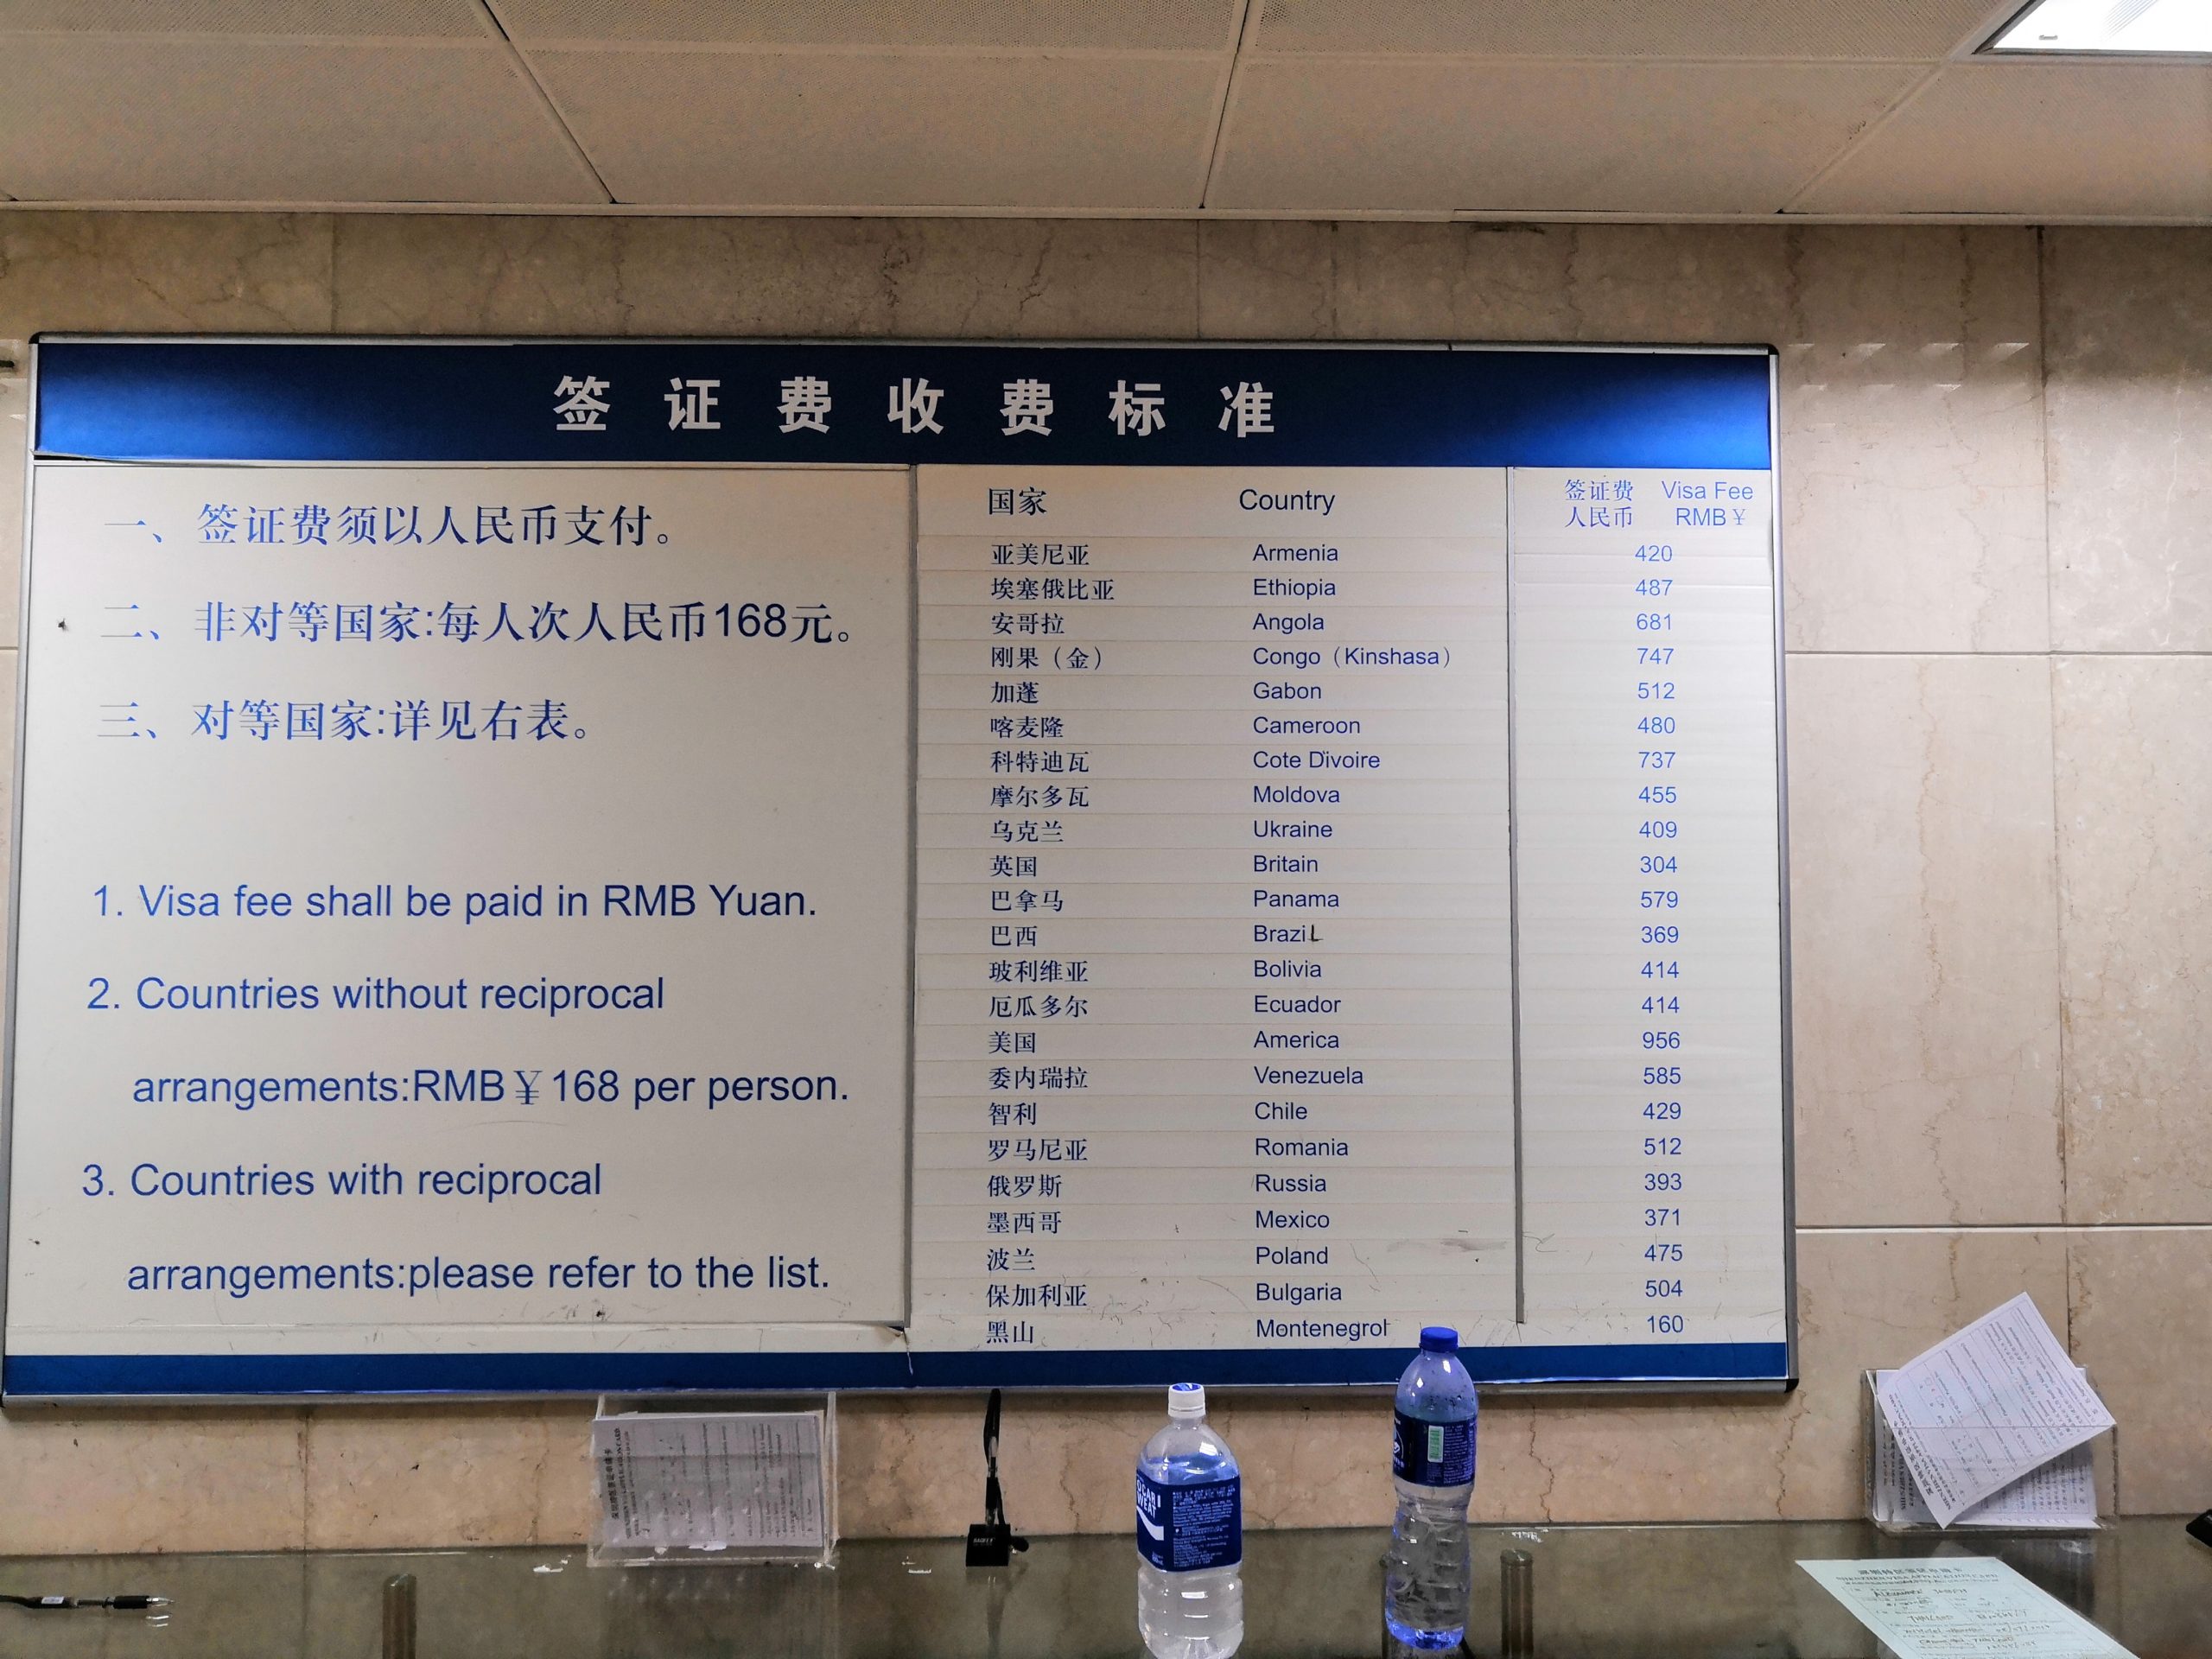 签证费收费标准
一、签证费须以人民币支付。
二、非对等国家:每人次人民币168元。
三、对等国家:详见右表。
1. Visa fee shall be paid in RMB Yuan.
2. Countries without reciprocal
arrangements:RMB￥168 per person.
3. Countries with reciprocal
arrangements:please refer to the list.
国家 Country 签证费 Visa Fee
人民币 RMB￥
亚美尼亚 Armenia 420
埃塞俄比亚 Ethiopia 487
安哥拉 Angola 681
刚果（金） Congo（Kinshasa） 747
加蓬 Gabon 512
喀麦隆 Cameroon 480
科特迪瓦 Cote D'ivoire 737
摩尔多瓦 Moldova 455
乌克兰 Ukraine 409
英国 Britain 304
巴拿马 Panama 579
巴西 BraziL 369
玻利维亚 Bolivia 414
厄瓜多尔 Ecuador 414
美国 America 956
委内瑞拉 Venezuela 585
智利 Chile 429
罗马尼亚 Romania 512
俄罗斯 Russia 393
墨西哥 Mexico 371
波兰 Poland 475
保加利亚 Bulgaria 504
黑山 Montenegrol 160
OCARI
WEAT